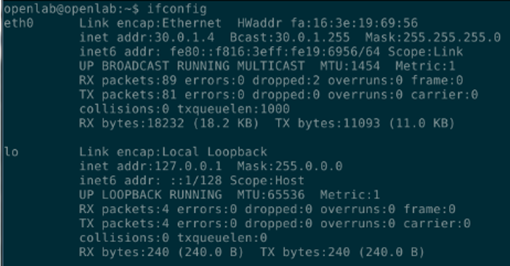 openlab@openlab:~$ ifconfig
eth0 Link encap:Ethernet HWaddr fa:16:3e:19:69:56
inet addr:30.0.1.4 Bcast:30.0.1.255 Mask:255.255.255.0
inet6 addr: fe80::f816:3eff:fe19:6956/64 Scope:Link
UP BROADCAST RUNNING MULTICAST MTU:1454 Metric:1
RX packets:89 errors:0 dropped:2 overruns:0 frame:0
TX packets:81 errors:0 dropped:0 overruns:0 carrier:0
collisions:0 txqueuelen:1000
RX bytes:18232 (18.2 KB) TX bytes:11093 (11.0 KB)
lo Link encap:Local Loopback
inet addr:127.0.0.1 Mask:255.0.0.0
inet6 addr: ::1/128 Scope:Host
UP LOOPBACK RUNNING MTU:65536 Metric:1
RX packets:4 errors:0 dropped:0 overruns:0 frame:0
TX packets:4 errors:0 dropped:0 overruns:0 carrier:0
collisions:0 txqueuelen:0
RX bytes:240 (240.0 B) TX bytes:240 (240.0 B)